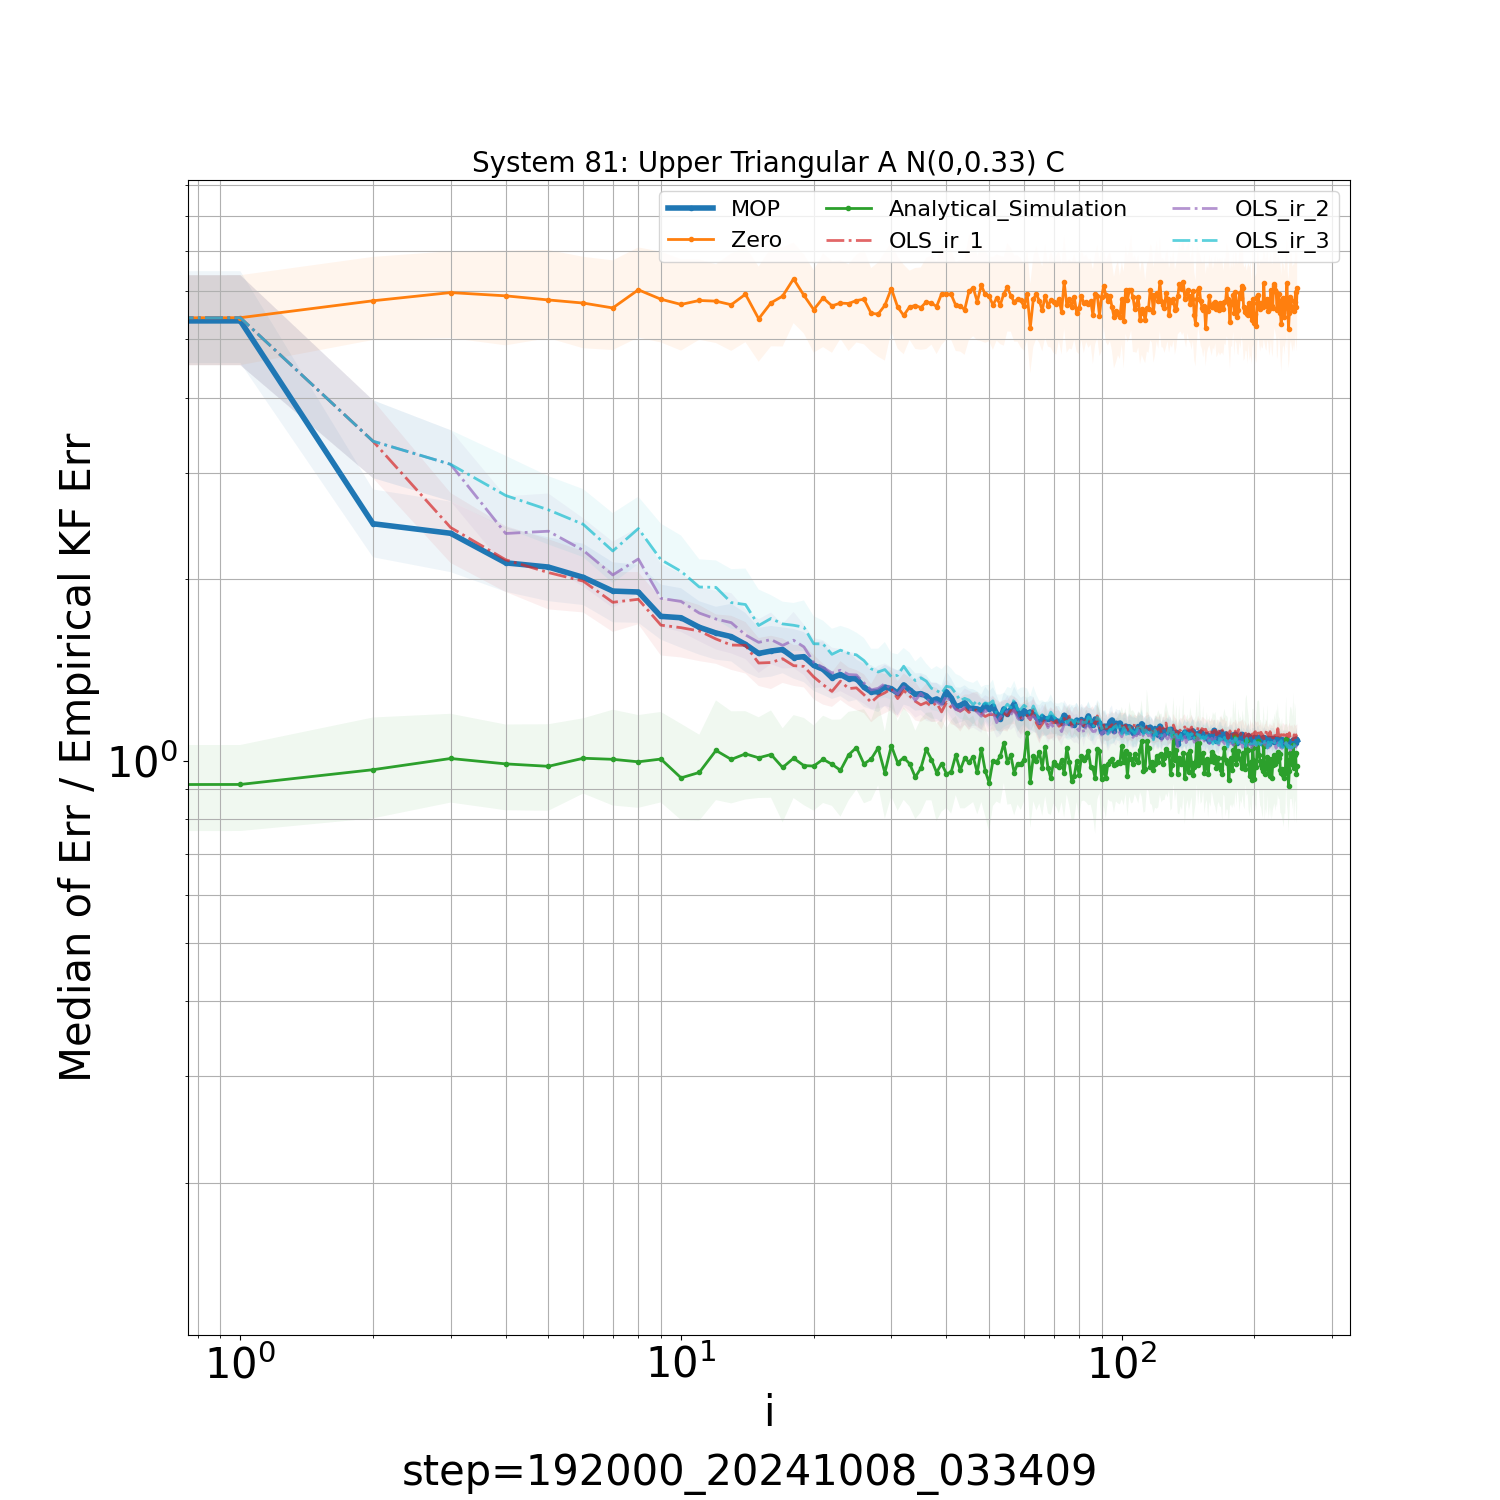 System 81: Upper Triangular A N(0,0.33) C
MOP
Zero
Analytical_Simulation
OLS_ir_1
OLS_ir_2
OLS_ir_3
Median of Err / Empirical KF Err
10⁰
10⁰
10¹
10²
i
step=192000_20241008_033409